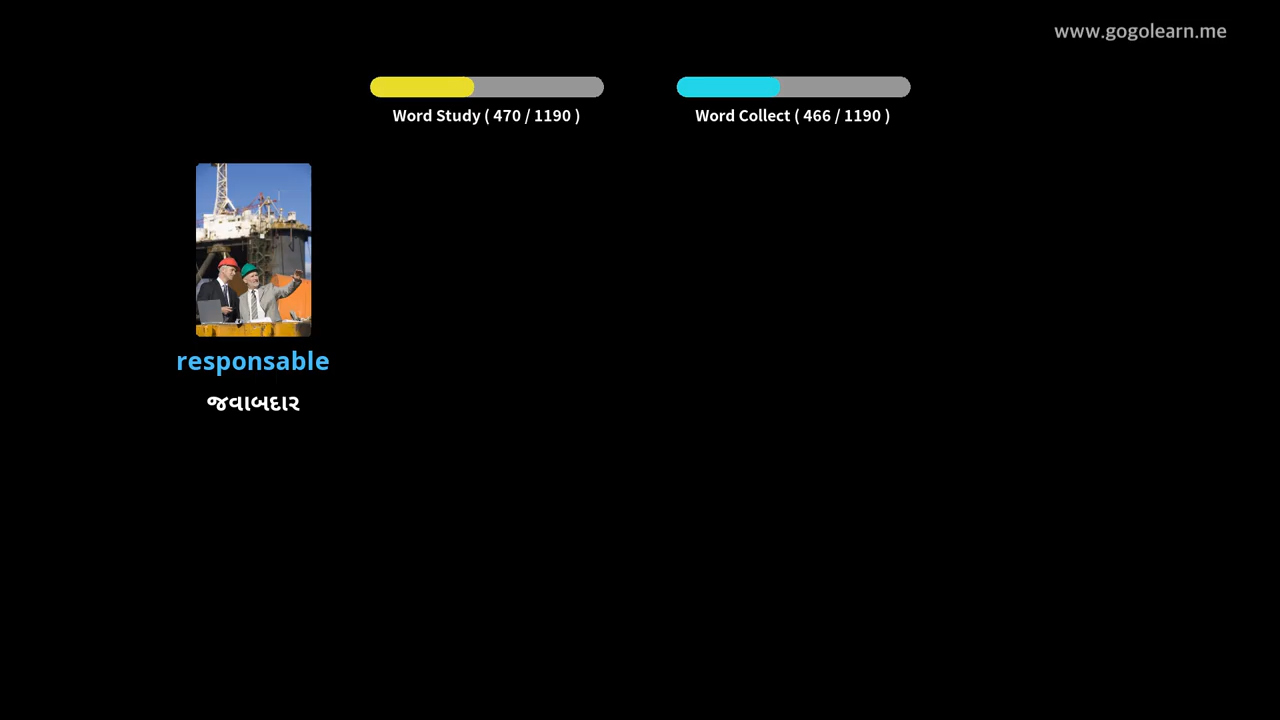 www.gogolearn.me
Word Study ( 470 / 1190 )
Word Collect ( 466 / 1190 )
responsable
જવાબદાર